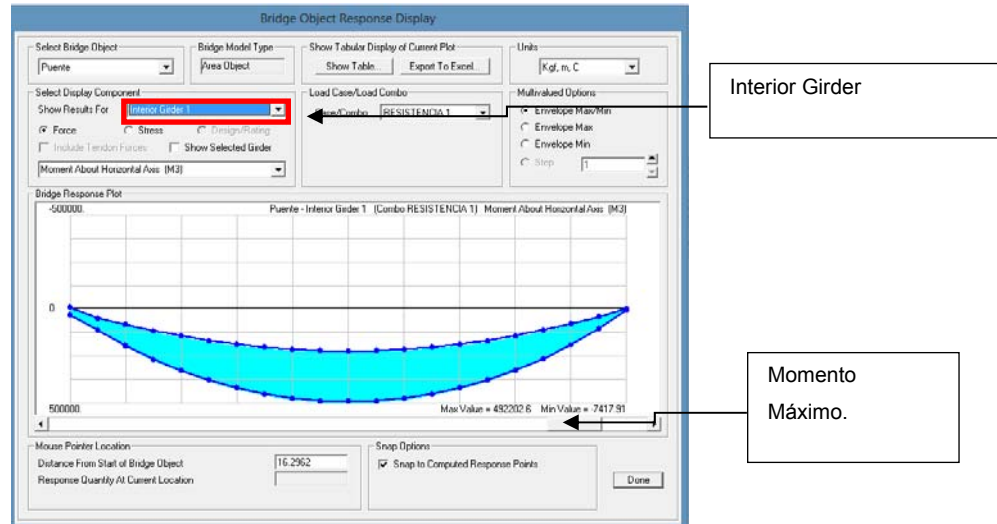 Bridge Object Response Display
Select Bridge Object
Bridge Model Type
Show Tabular Display of Current Plot
Units
Puente
Area Object
Show Table...
Export To Excel...
Kgf, m, C
Select Display Component
Load Case/Load Combo
Multivalued Options
Show Results For
Interior Girder 1
Case/Combo
RESISTENCIA 1
Envelope Max/Min
Force
Stress
Design/Rating
Envelope Max
Include Tendon Forces
Show Selected Girder
Envelope Min
Step
1
Moment About Horizontal Axis (M3)
Interior Girder
Bridge Response Plot
-500000.
Puente - Interior Girder 1 (Combo RESISTENCIA 1) Moment About Horizontal Axis (M3)
0
500000.
Max Value = 492202.6 Min Value = -7417.91
Momento
Máximo.
Mouse Pointer Location
Snap Options
Distance From Start of Bridge Object
16.2962
Snap to Computed Response Points
Response Quantity At Current Location
Done